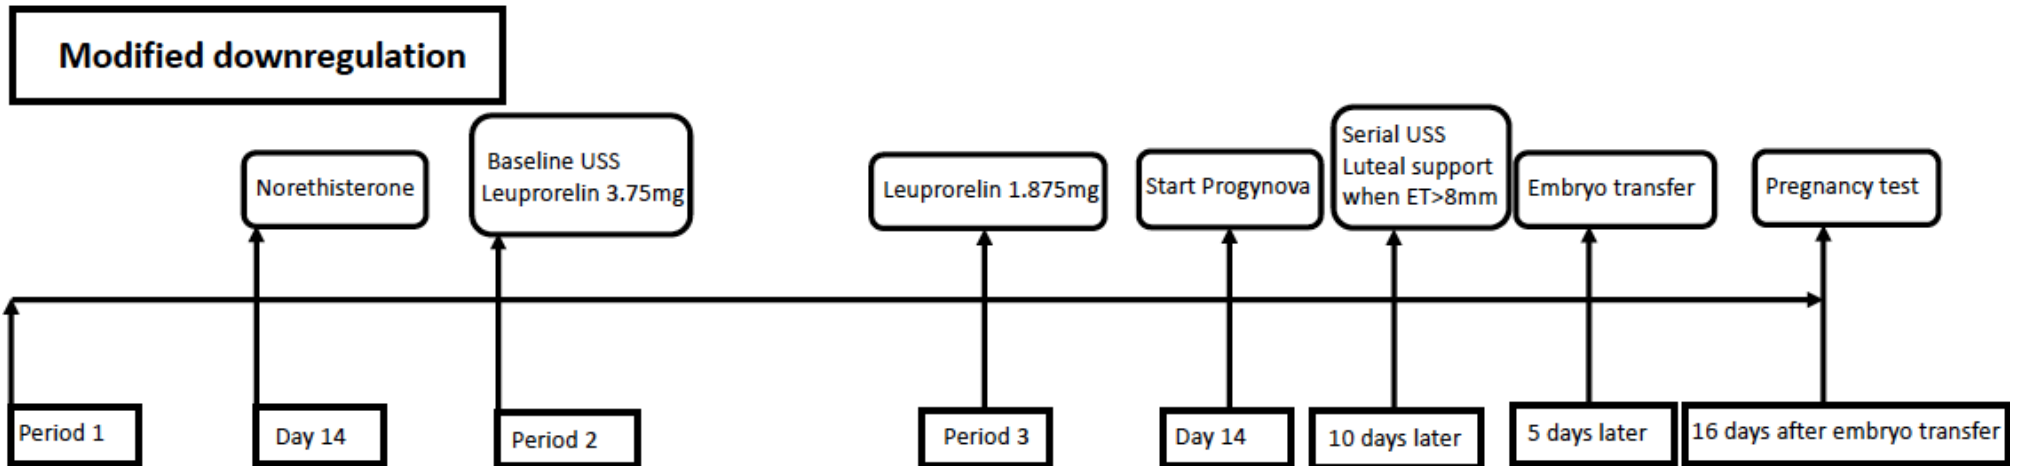 Modified downregulation
Norethisterone
Baseline USS
Leuprorelin 3.75mg
Leuprorelin 1.875mg
Start Progynova
Serial USS
Luteal support
when ET>8mm
Embryo transfer
Pregnancy test
Period 1
Day 14
Period 2
Period 3
Day 14
10 days later
5 days later
16 days after embryo transfer